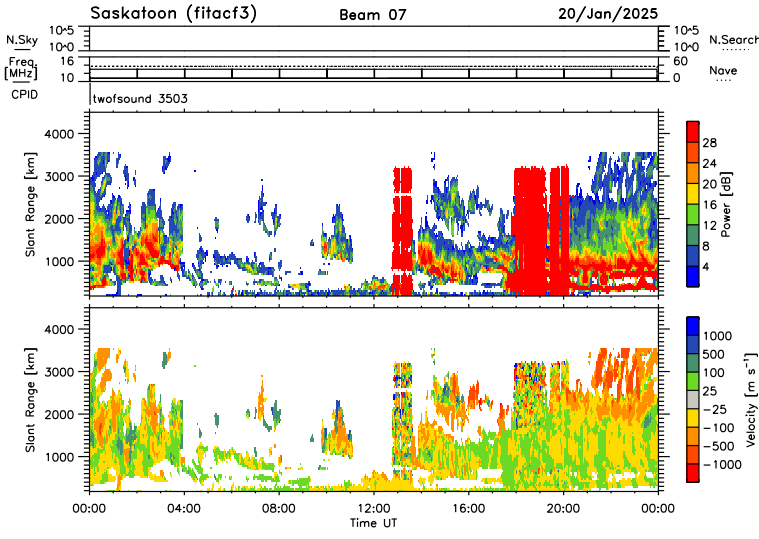 Saskatoon (fitacf3) Beam 07 20/Jan/2025
10^5 10^5
N.Sky N.Search
10^0 10^0
Freq. 16 60
[MHz] Nave
10 0
CPID
twofsound 3503
4000
3000
2000
1000
Slant Range [km]
28
24
20
16
12
8
4
Power [dB]
4000
3000
2000
1000
Slant Range [km]
1000
500
100
25
-25
-100
-500
-1000
Velocity [m s^-1]
00:00 04:00 08:00 12:00 16:00 20:00 00:00
Time UT